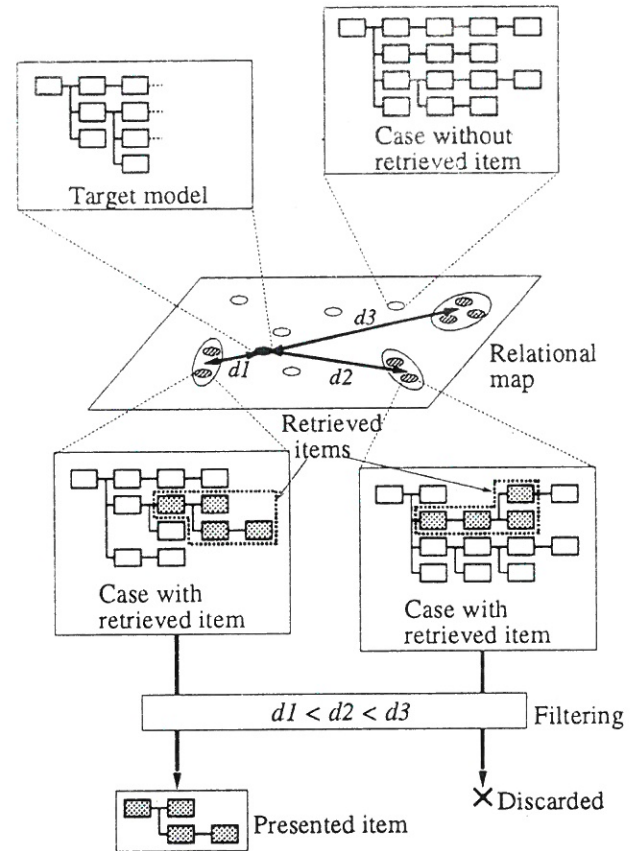 Case without
retrieved item
Target model
d3
d1
d2
Relational
map
Retrieved
items
Case with
retrieved item
Case with
retrieved item
d1 < d2 < d3
Filtering
Presented item
Discarded